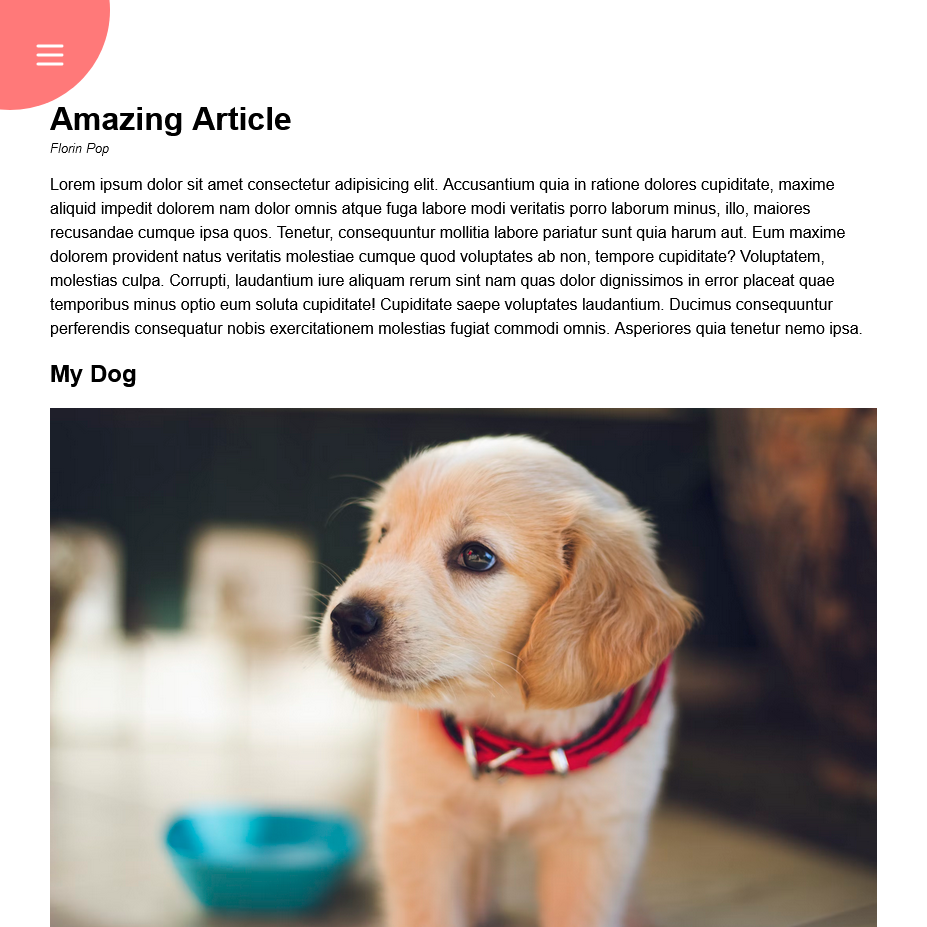 Amazing Article
Florin Pop
Lorem ipsum dolor sit amet consectetur adipisicing elit. Accusantium quia in ratione dolores cupiditate, maxime
aliquid impedit dolorem nam dolor omnis atque fuga labore modi veritatis porro laborum minus, illo, maiores
recusandae cumque ipsa quos. Tenetur, consequuntur mollitia labore pariatur sunt quia harum aut. Eum maxime
dolorem provident natus veritatis molestiae cumque quod voluptates ab non, tempore cupiditate? Voluptatem,
molestias culpa. Corrupti, laudantium iure aliquam rerum sint nam quas dolor dignissimos in error placeat quae
temporibus minus optio eum soluta cupiditate! Cupiditate saepe voluptates laudantium. Ducimus consequuntur
perferendis consequatur nobis exercitationem molestias fugiat commodi omnis. Asperiores quia tenetur nemo ipsa.
My Dog